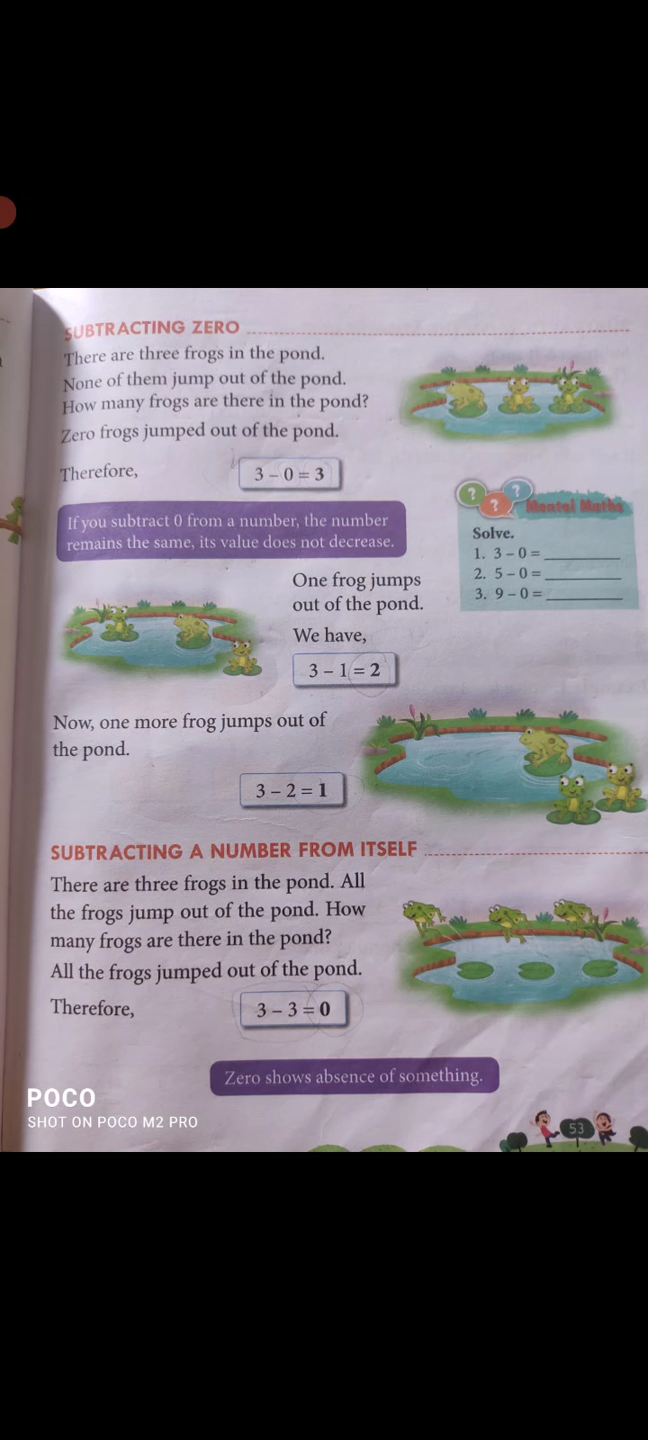 SUBTRACTING ZERO
There are three frogs in the pond.
None of them jump out of the pond.
How many frogs are there in the pond?
Zero frogs jumped out of the pond.
Therefore,
3 – 0 = 3
If you subtract 0 from a number, the number
remains the same, its value does not decrease.
? ? ?
Mental Maths
Solve.
1. 3 – 0 = ________
2. 5 – 0 = ________
3. 9 – 0 = ________
One frog jumps
out of the pond.
We have,
3 – 1 = 2
Now, one more frog jumps out of
the pond.
3 – 2 = 1
SUBTRACTING A NUMBER FROM ITSELF
There are three frogs in the pond. All
the frogs jump out of the pond. How
many frogs are there in the pond?
All the frogs jumped out of the pond.
Therefore,
3 – 3 = 0
Zero shows absence of something.
53
POCO
SHOT ON POCO M2 PRO